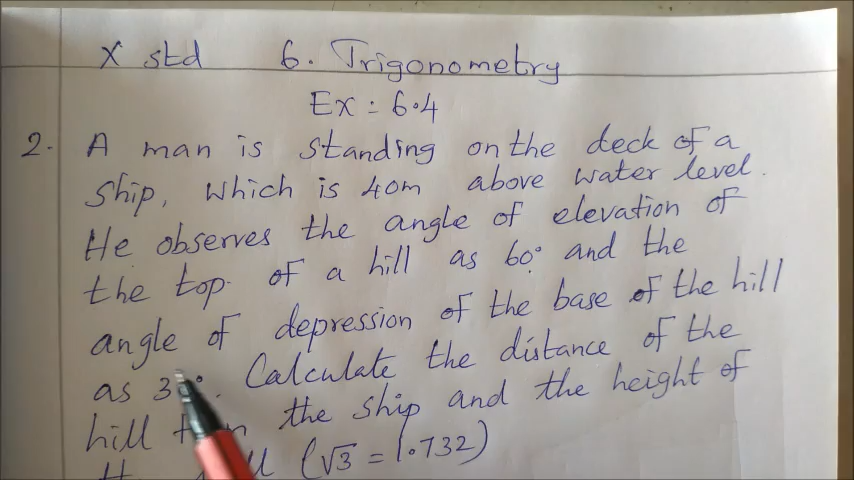 X std 6. Trigonometry
Ex : 6.4
2. A man is standing on the deck of a
ship, which is 40m above water level.
He observes the angle of elevation of
the top of a hill as 60° and the
angle of depression of the base of the hill
as 3°. Calculate the distance of the
hill the ship and the height of
(√3 = 1.732)